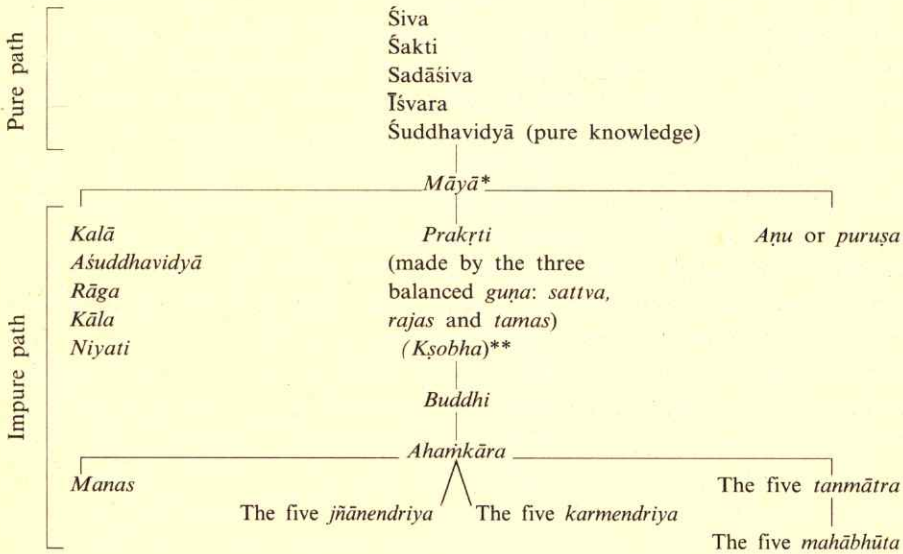 Pure path
Śiva
Śakti
Sadāśiva
Īśvara
Śuddhavidyā (pure knowledge)
Māyā*
Impure path
Kalā
Aśuddhavidyā
Rāga
Kāla
Niyati
Prakṛti
(made by the three
balanced guṇa: sattva,
rajas and tamas)
(Kṣobha)**
Aṇu or puruṣa
Buddhi
Ahaṁkāra
Manas
The five jñānendriya
The five karmendriya
The five tanmātra
The five mahābhūta